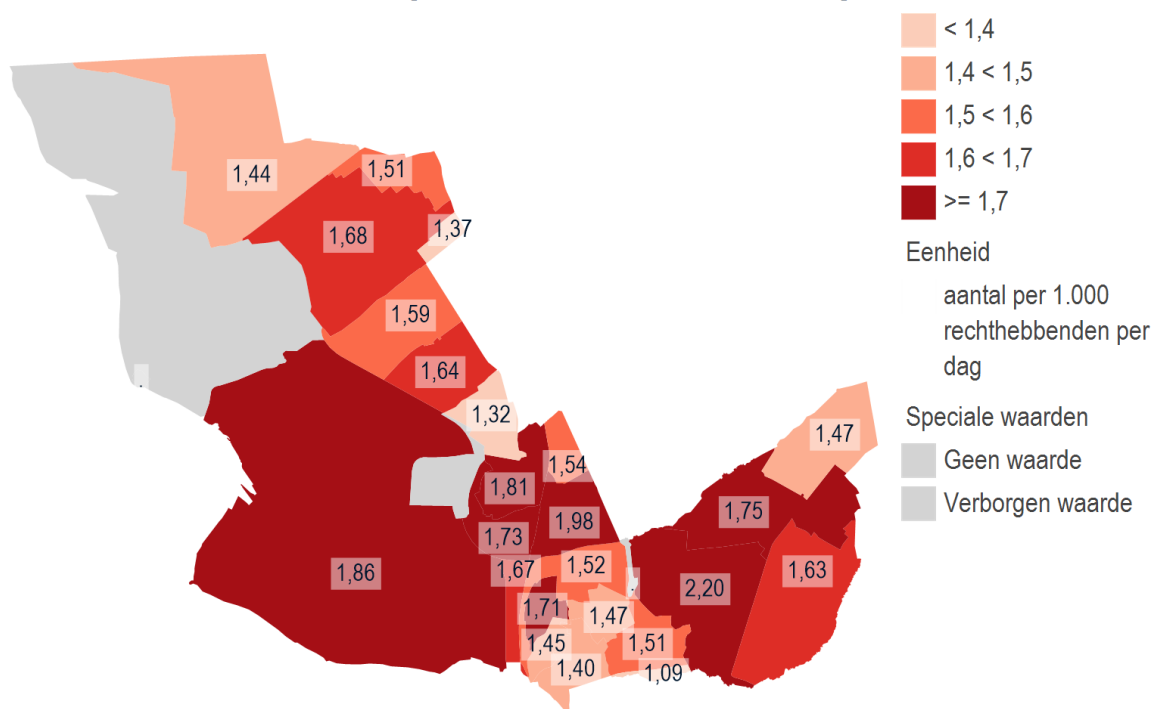 < 1,4
1,4 < 1,5
1,5 < 1,6
1,6 < 1,7
>= 1,7
Eenheid
aantal per 1.000
rechthebbenden per
dag
Speciale waarden
Geen waarde
Verborgen waarde
1,44
1,51
1,68
1,37
1,59
1,64
1,32
1,47
1,54
1,81
1,75
1,98
1,73
1,86
1,67
1,52
1,63
2,20
1,71
1,47
1,45
1,51
1,40
1,09